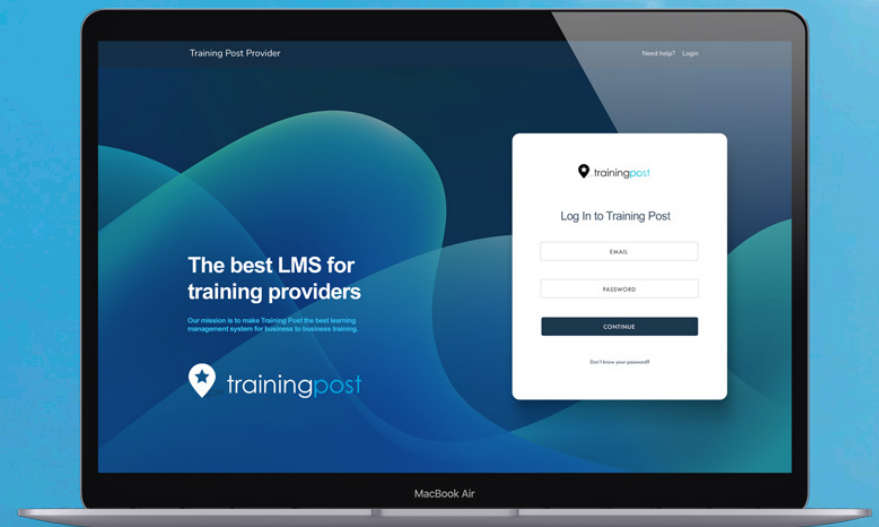 Training Post Provider
Need help? Login
trainingpost
Log In to Training Post
EMAIL
PASSWORD
CONTINUE
Don't know your password?
The best LMS for
training providers
Our mission is to make Training Post the best learning
management system for business to business training.
trainingpost
MacBook Air